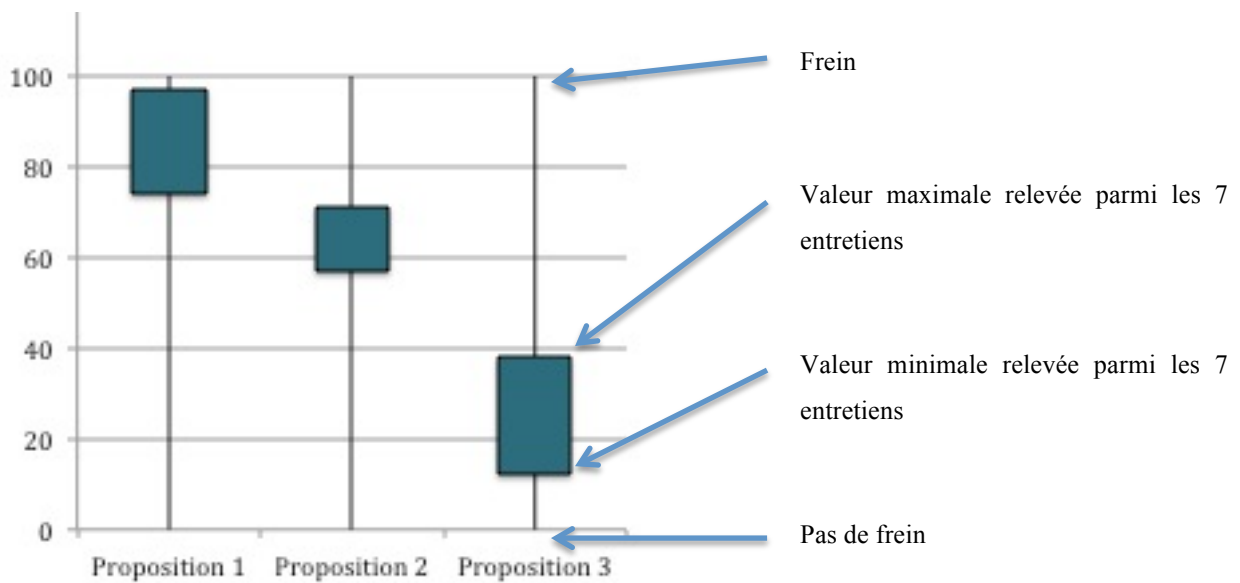 Frein
100
80
Valeur maximale relevée parmi les 7
entretiens
60
40
Valeur minimale relevée parmi les 7
entretiens
20
0
Pas de frein
Proposition 1 Proposition 2 Proposition 3